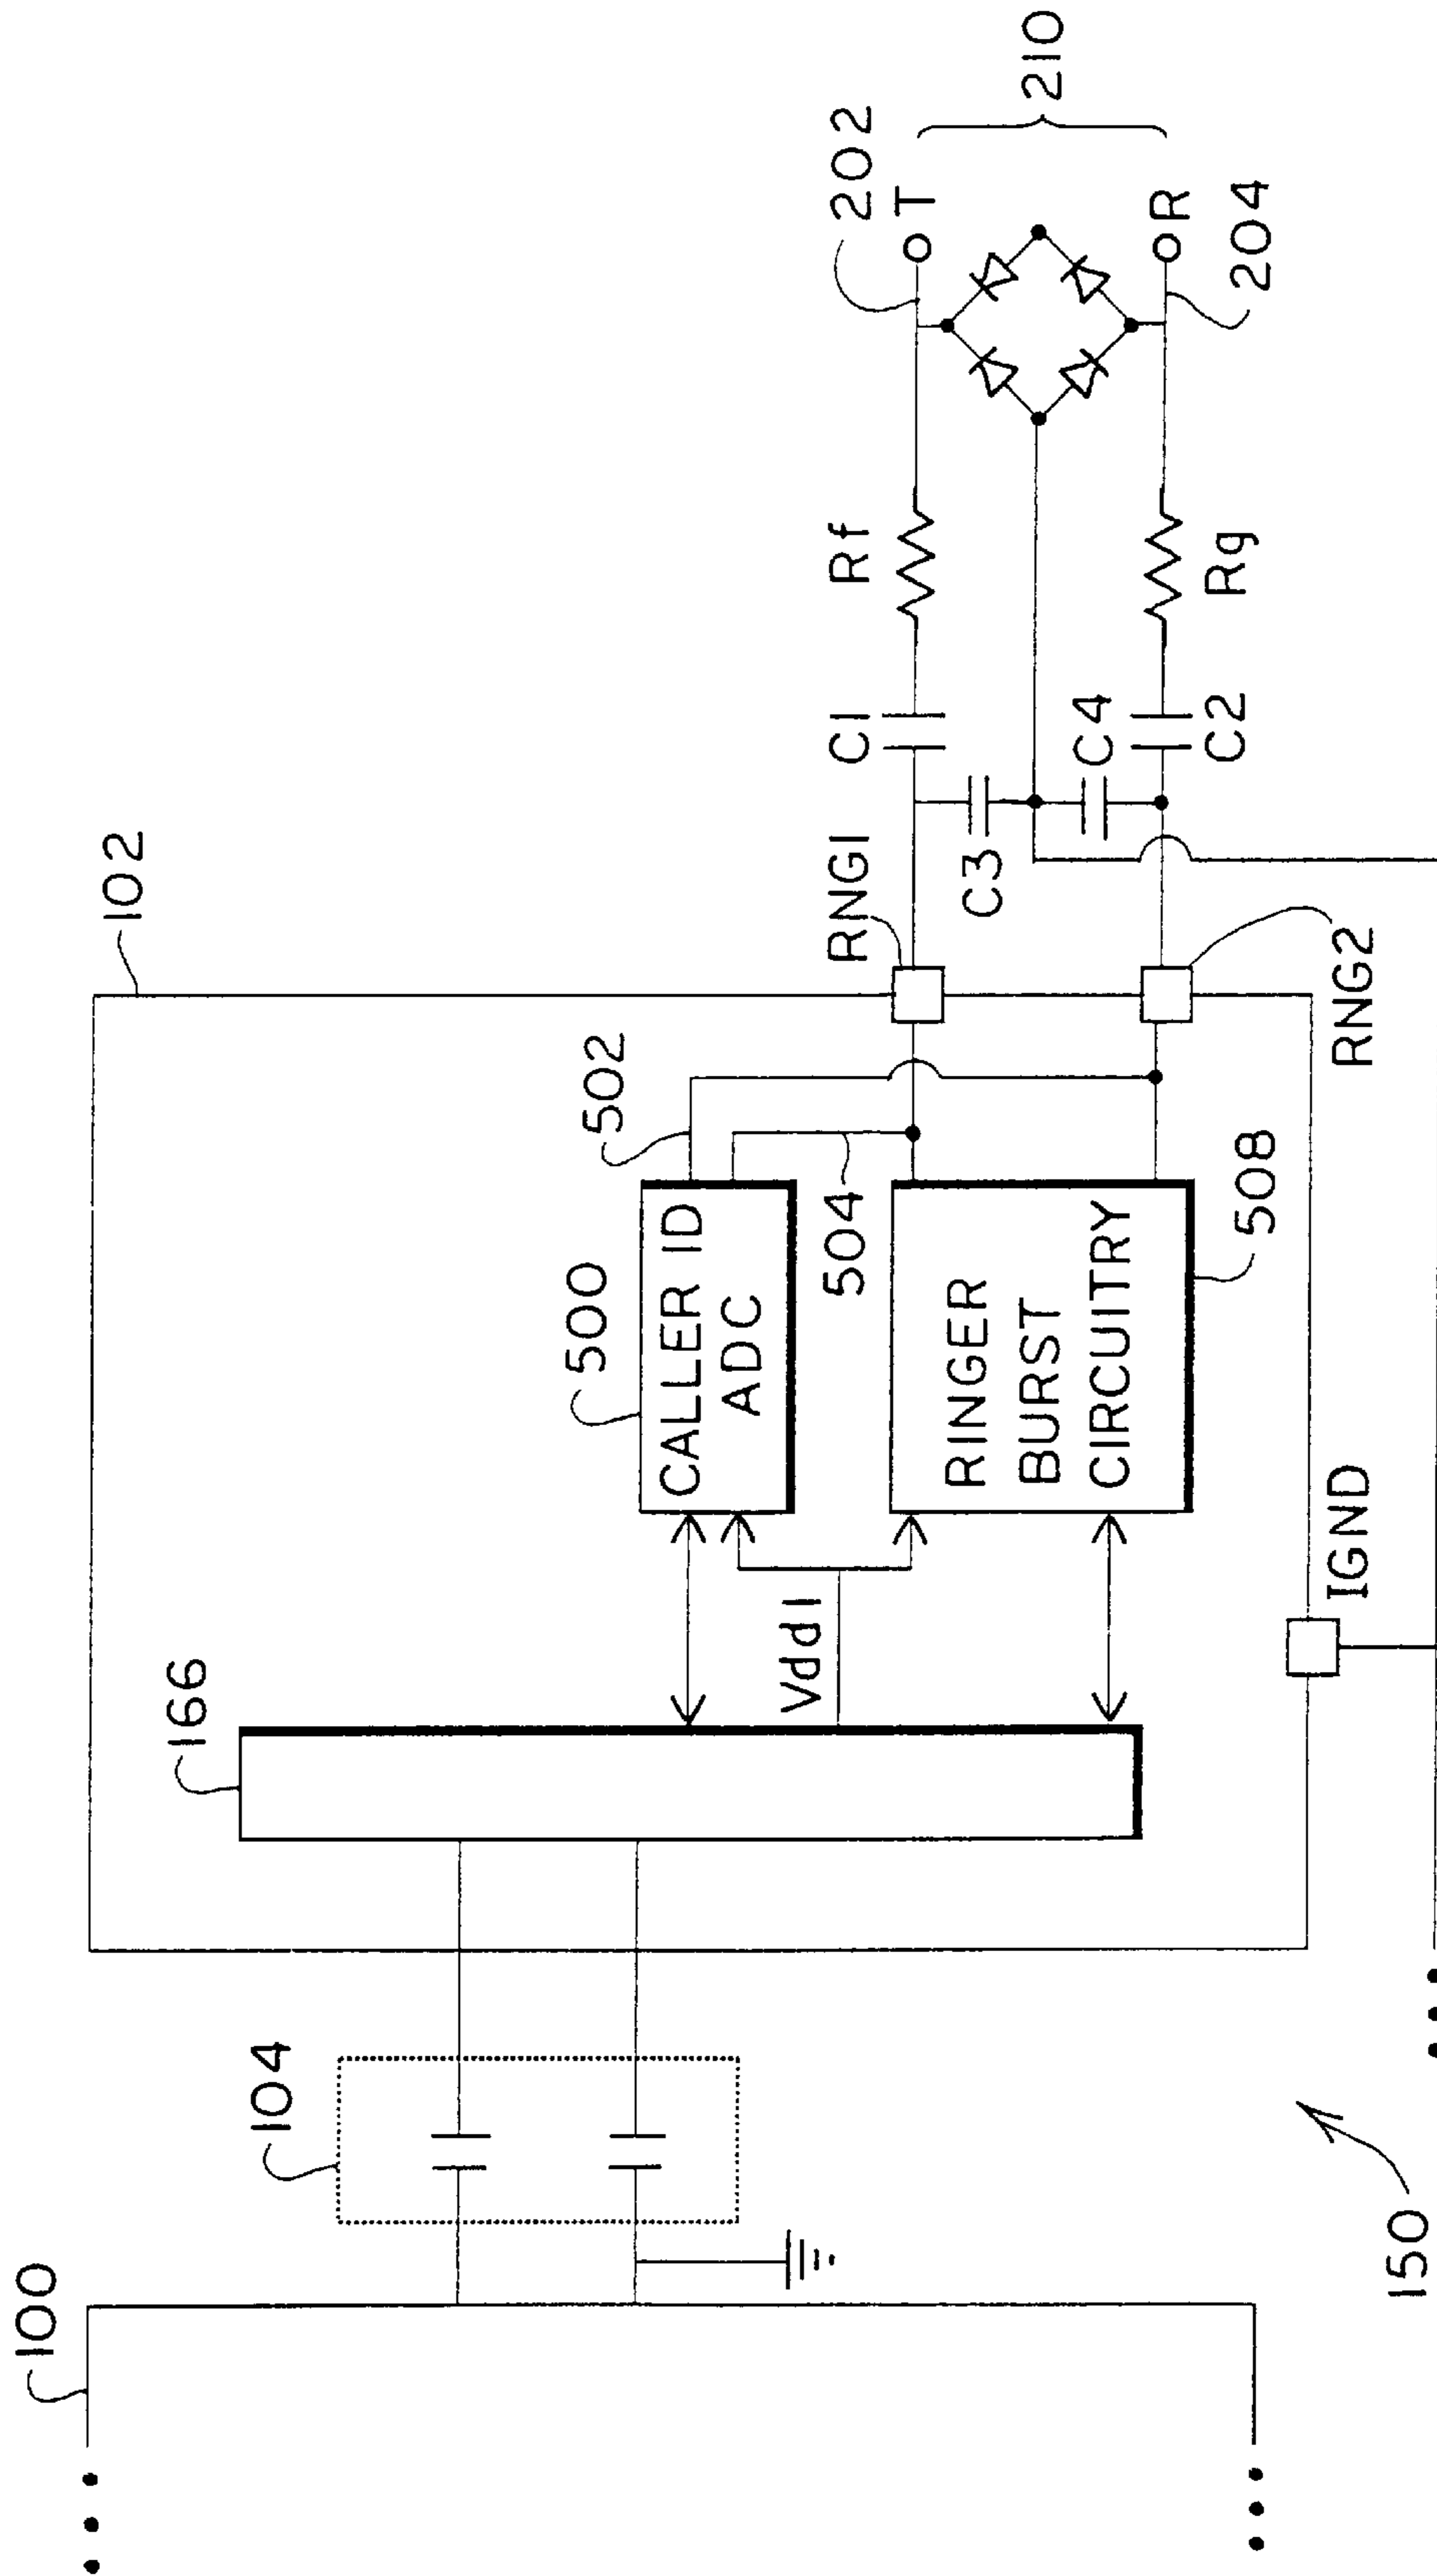 100
104
166
102
500
502
CALLER ID
ADC
504
Vdd1
RINGER
BURST
CIRCUITRY
508
IGND
RNG1
RNG2
C1
Rf
C3
C4
C2
Rg
202
T
R
204
210
150